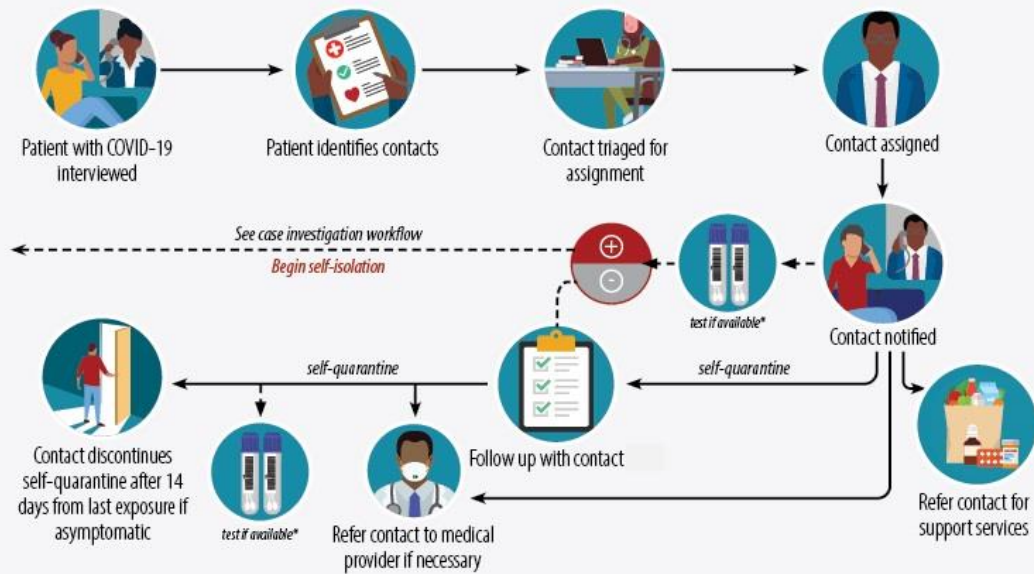 Patient with COVID-19
interviewed
Patient identifies contacts
Contact triaged for
assignment
Contact assigned
See case investigation workflow
Begin self-isolation
+
-
test if available*
Contact notified
self-quarantine
self-quarantine
Contact discontinues
self-quarantine after 14
days from last exposure if
asymptomatic
test if available*
Refer contact to medical
provider if necessary
Follow up with contact
Refer contact for
support services